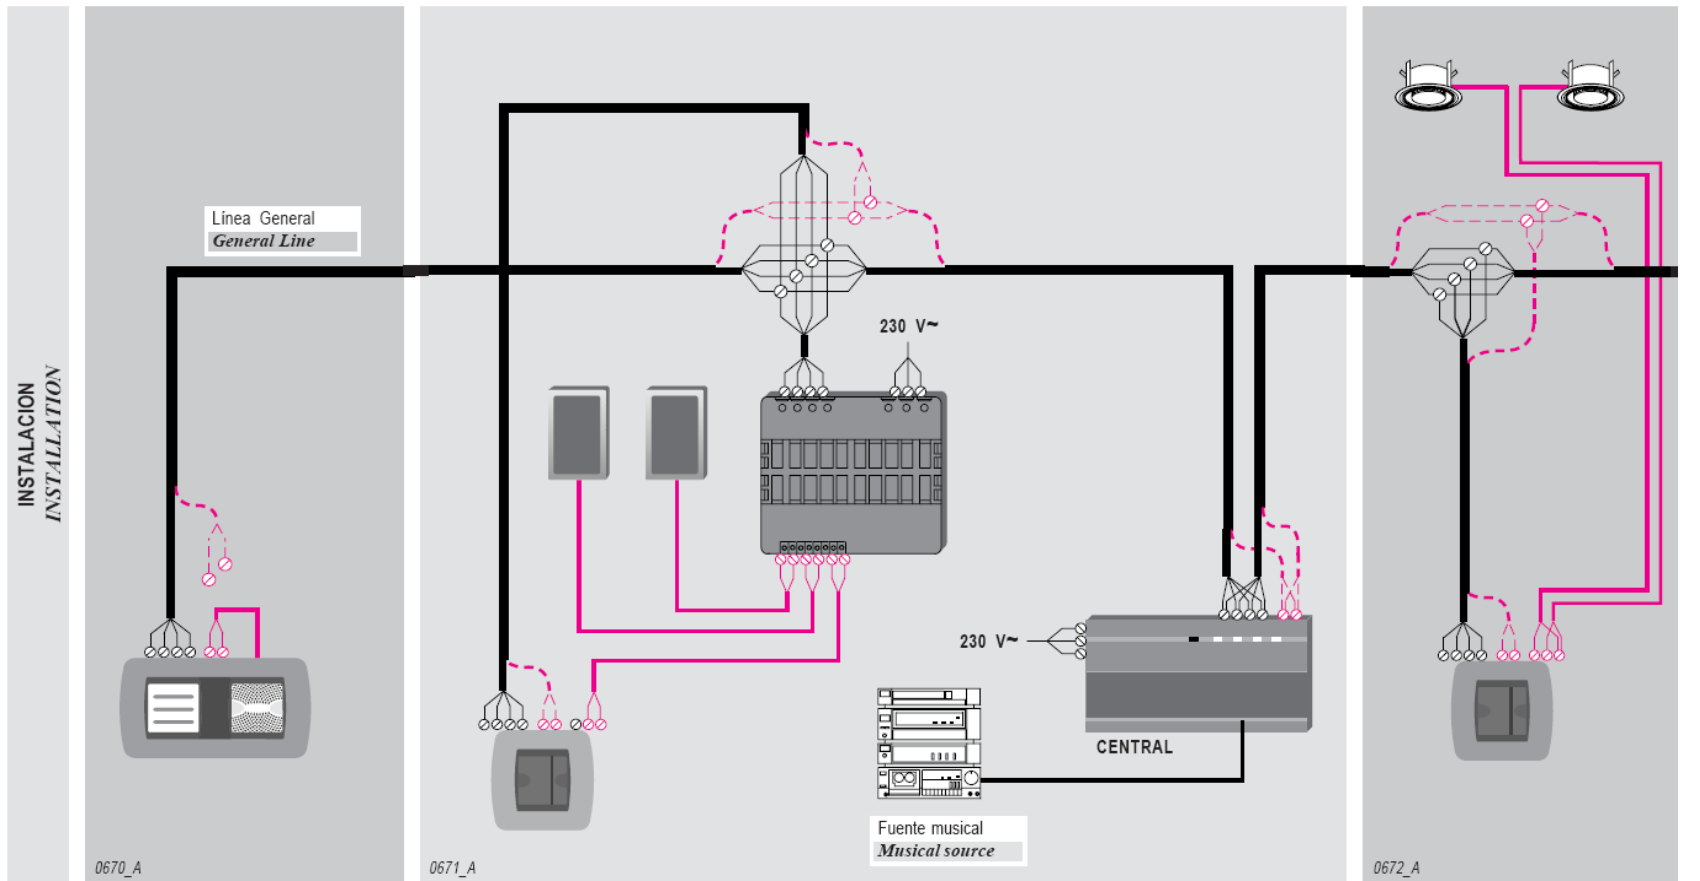 INSTALACION
INSTALLATION
Línea General
General Line
230 V~
230 V~
CENTRAL
Fuente musical
Musical source
0670_A
0671_A
0672_A